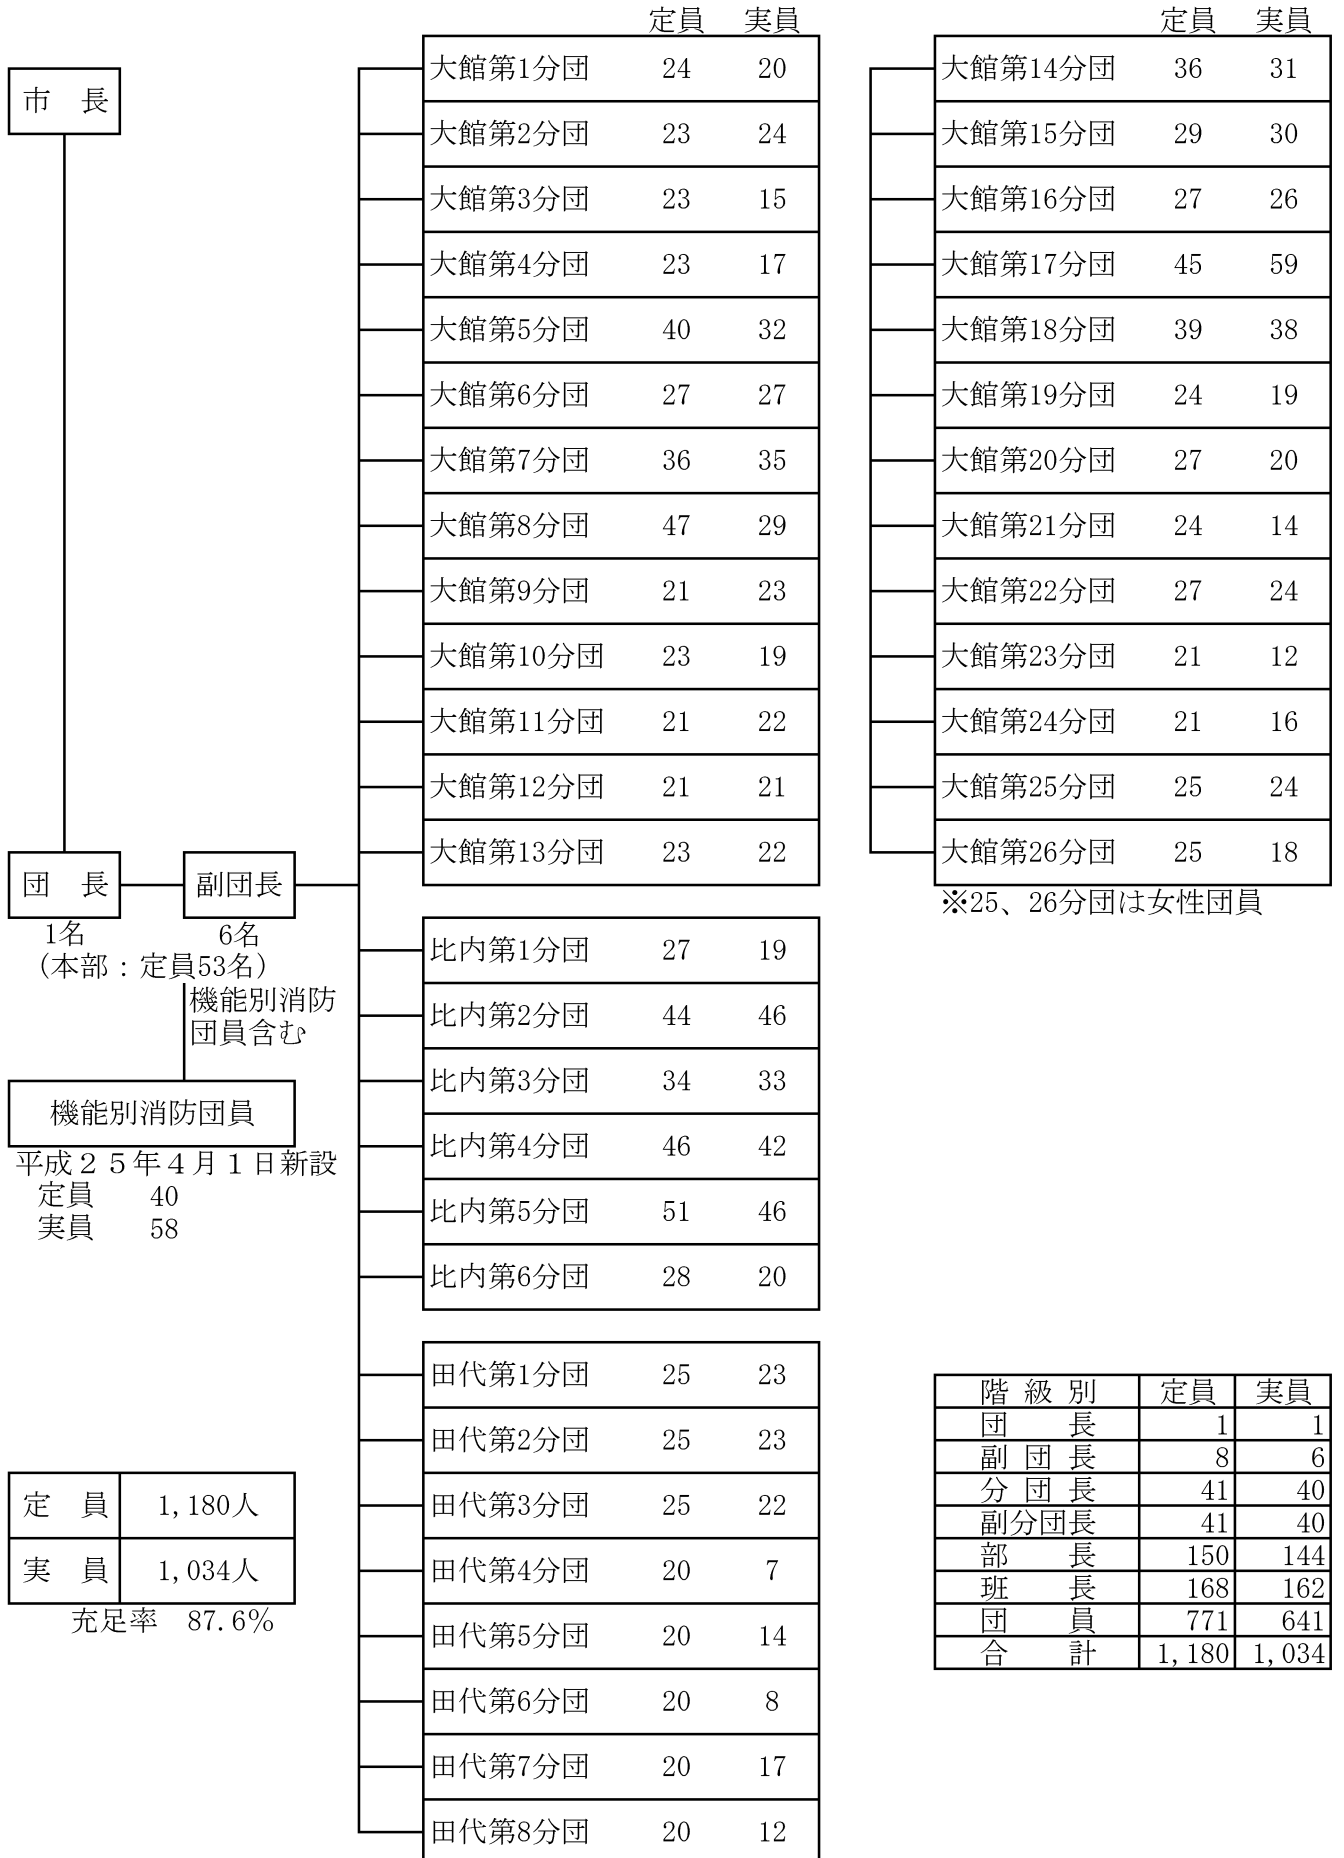 市　長
団　長
1名
副団長
6名
（本部：定員53名）
機能別消防
団員含む
機能別消防団員
平成２５年４月１日新設
定員　40
実員　58
定　員　1,180人
実　員　1,034人
充足率　87.6％
定員　実員
大館第1分団　24　20
大館第2分団　23　24
大館第3分団　23　15
大館第4分団　23　17
大館第5分団　40　32
大館第6分団　27　27
大館第7分団　36　35
大館第8分団　47　29
大館第9分団　21　23
大館第10分団　23　19
大館第11分団　21　22
大館第12分団　21　21
大館第13分団　23　22
比内第1分団　27　19
比内第2分団　44　46
比内第3分団　34　33
比内第4分団　46　42
比内第5分団　51　46
比内第6分団　28　20
田代第1分団　25　23
田代第2分団　25　23
田代第3分団　25　22
田代第4分団　20　7
田代第5分団　20　14
田代第6分団　20　8
田代第7分団　20　17
田代第8分団　20　12
定員　実員
大館第14分団　36　31
大館第15分団　29　30
大館第16分団　27　26
大館第17分団　45　59
大館第18分団　39　38
大館第19分団　24　19
大館第20分団　27　20
大館第21分団　24　14
大館第22分団　27　24
大館第23分団　21　12
大館第24分団　21　16
大館第25分団　25　24
大館第26分団　25　18
※25、26分団は女性団員
階級別　定員　実員
団長　1　1
副団長　8　6
分団長　41　40
副分団長　41　40
部長　150　144
班長　168　162
団員　771　641
合計　1,180　1,034